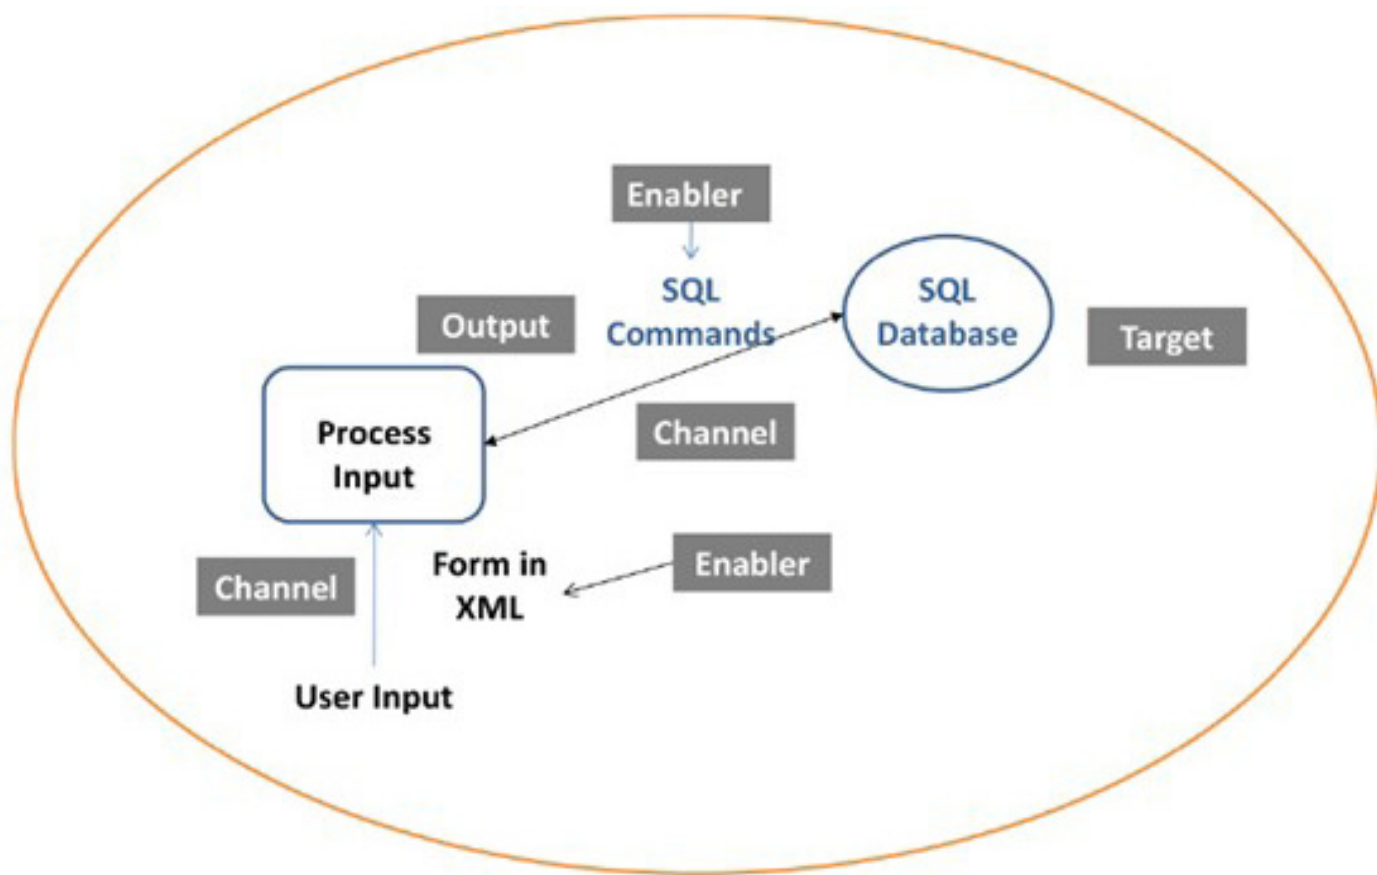 Enabler
SQL
Commands
SQL
Database
Output
Target
Process
Input
Channel
Form in
XML
Enabler
Channel
User Input